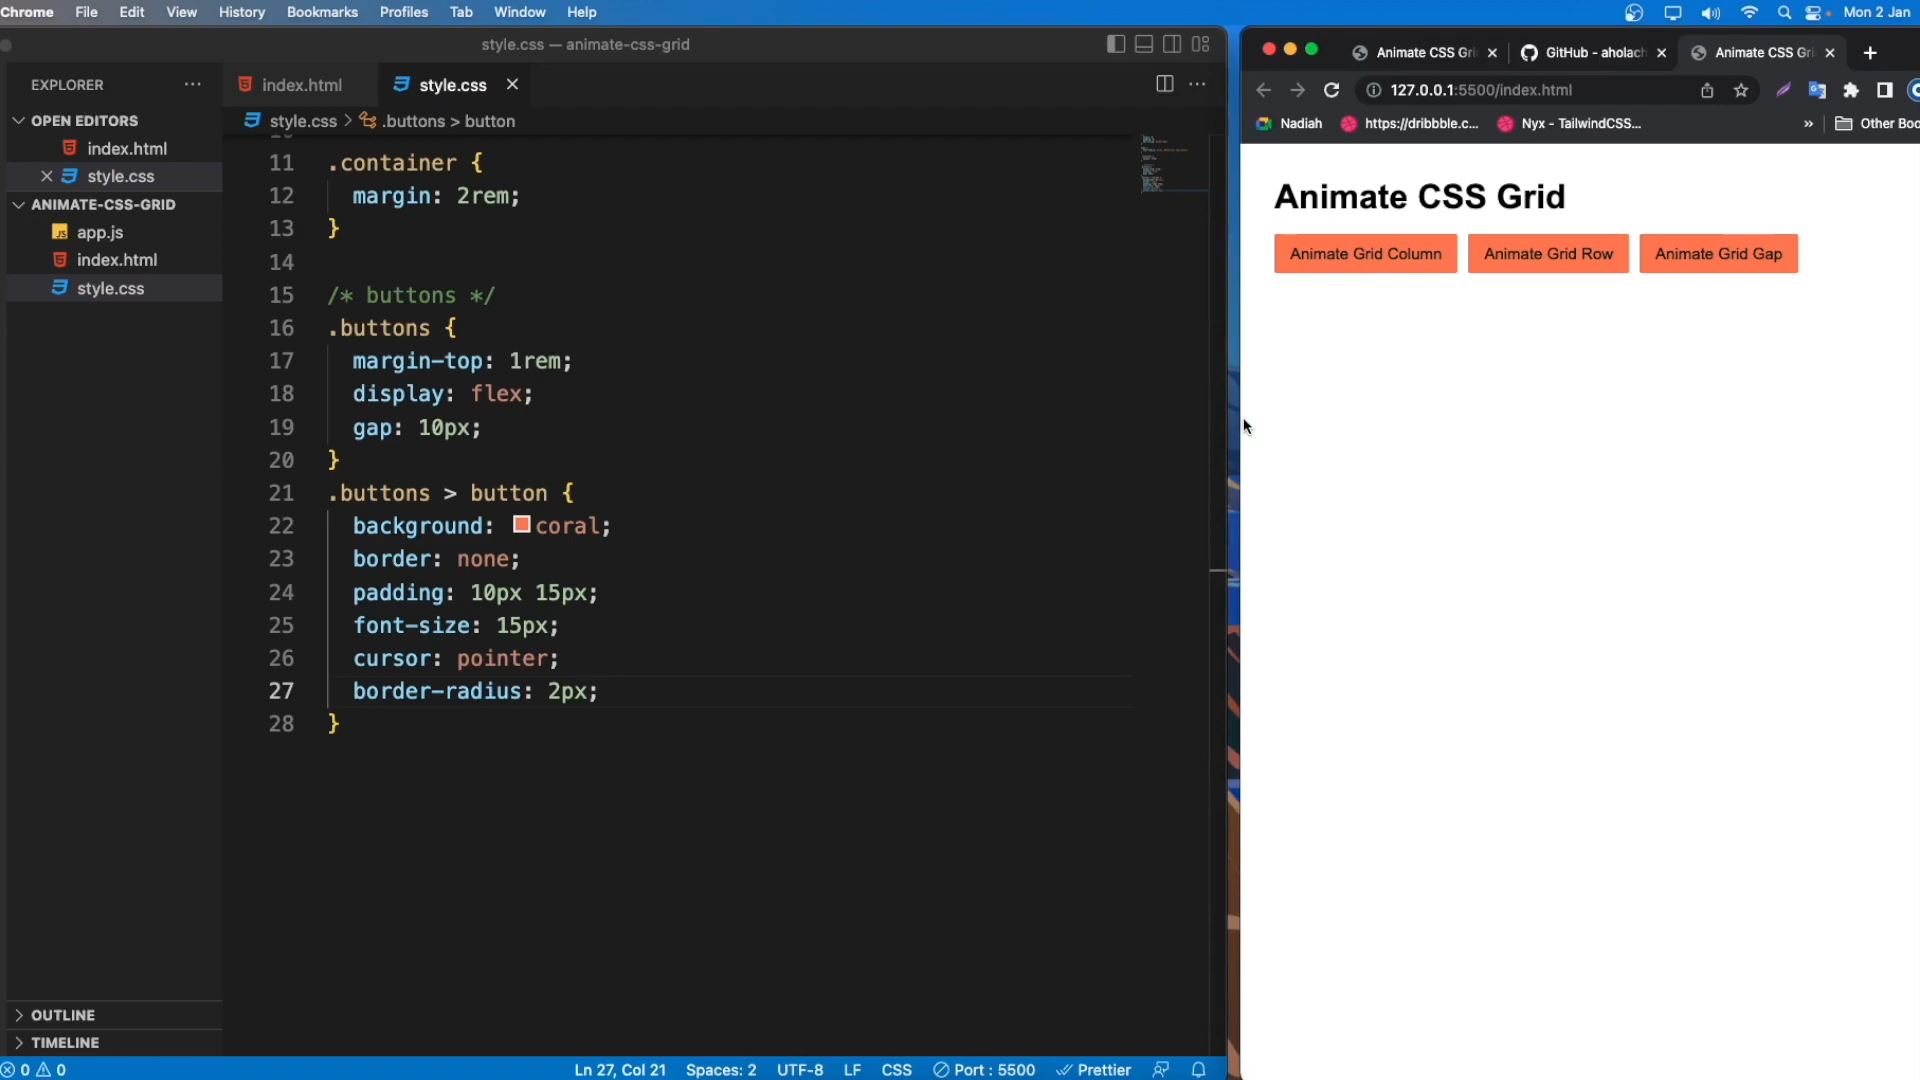 Chrome File Edit View History Bookmarks Profiles Tab Window Help
Mon 2 Jan
style.css — animate-css-grid
EXPLORER
OPEN EDITORS
index.html
style.css
ANIMATE-CSS-GRID
app.js
index.html
style.css
OUTLINE
TIMELINE
index.html
style.css
style.css > .buttons > button
11 .container {
12 margin: 2rem;
13 }
14
15 /* buttons */
16 .buttons {
17 margin-top: 1rem;
18 display: flex;
19 gap: 10px;
20 }
21 .buttons > button {
22 background: coral;
23 border: none;
24 padding: 10px 15px;
25 font-size: 15px;
26 cursor: pointer;
27 border-radius: 2px;
28 }
0 0
Ln 27, Col 21 Spaces: 2 UTF-8 LF CSS Port : 5500 Prettier
Animate CSS Gri
GitHub - aholach
Animate CSS Gri
127.0.0.1:5500/index.html
Nadiah
https://dribbble.c...
Nyx - TailwindCSS...
»
Other Boo
Animate CSS Grid
Animate Grid Column
Animate Grid Row
Animate Grid Gap